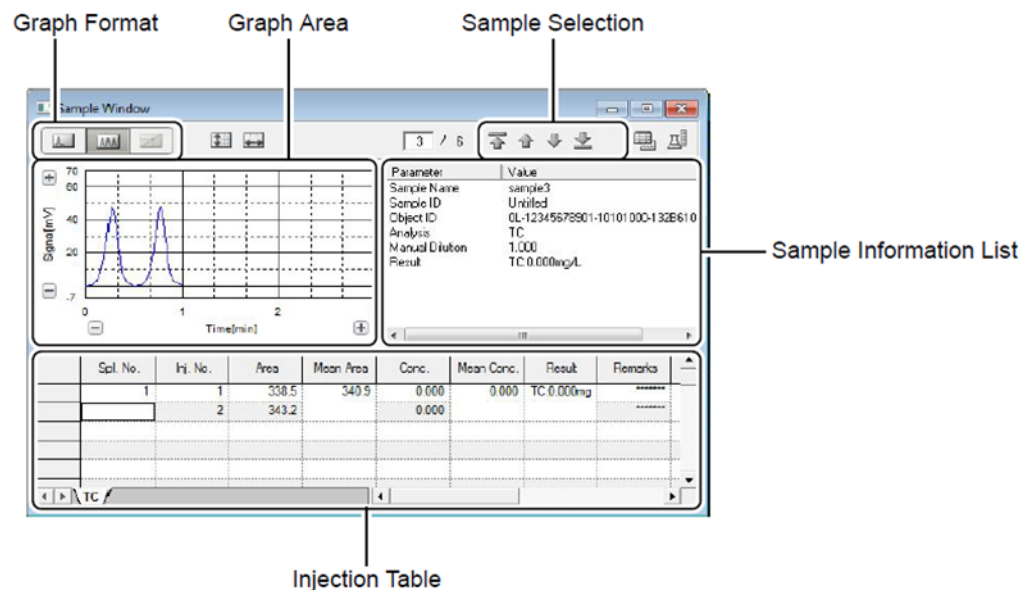 Graph Format Graph Area Sample Selection
Sample Window
3 / 6
70
60
40
20
-7
Signal[mV]
0 1 2
Time[min]
Parameter Value
Sample Name sample3
Sample ID Untitled
Object ID 0L-12345678901-10101000-132B610
Analysis TC
Manual Dilution 1.000
Result TC:0.000mg/L
Sample Information List
Spl. No. Inj. No. Area Mean Area Conc. Mean Conc. Result Remarks
1 1 338.5 340.9 0.000 0.000 TC:0.000mg *******
2 343.2 0.000 *******
TC
Injection Table